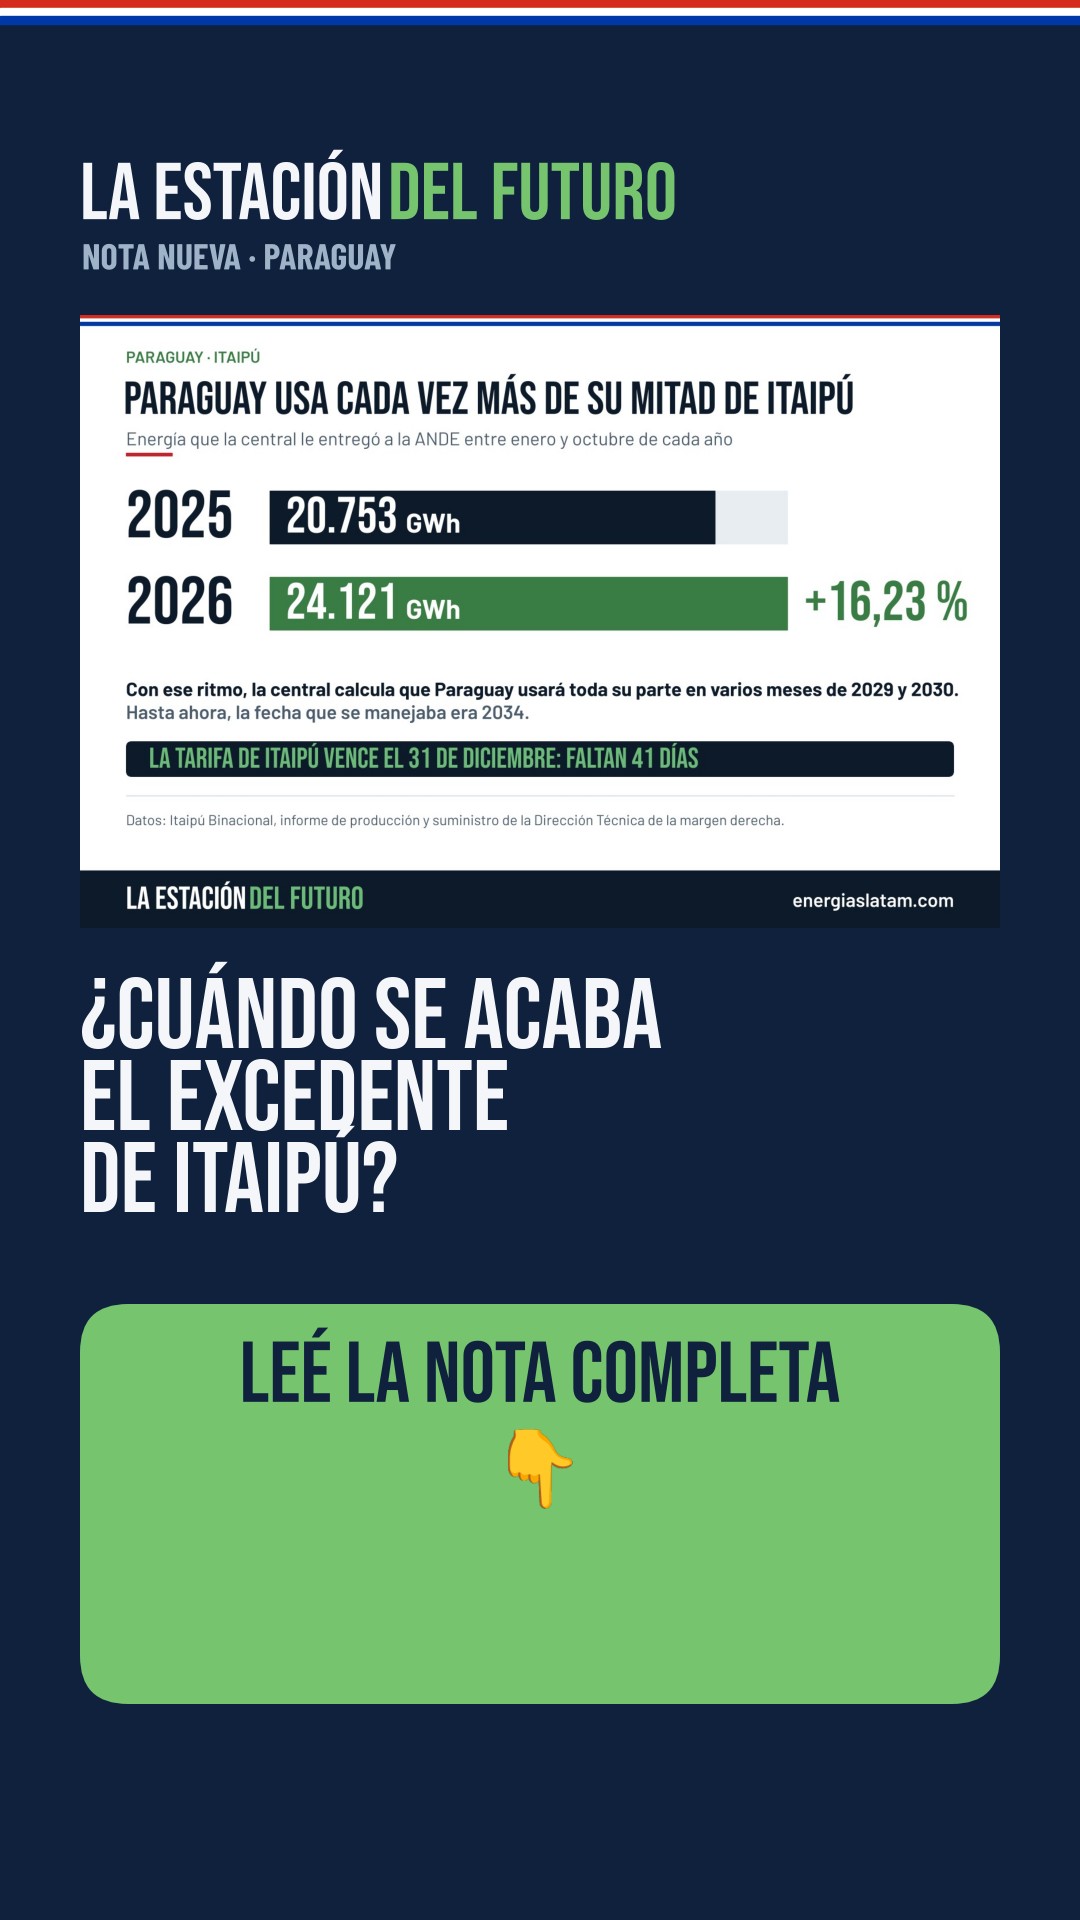 LA ESTACIÓN DEL FUTURO
NOTA NUEVA · PARAGUAY
PARAGUAY · ITAIPÚ
PARAGUAY USA CADA VEZ MÁS DE SU MITAD DE ITAIPÚ
Energía que la central le entregó a la ANDE entre enero y octubre de cada año
2025 20.753 GWh
2026 24.121 GWh +16,23 %
Con ese ritmo, la central calcula que Paraguay usará toda su parte en varios meses de 2029 y 2030.
Hasta ahora, la fecha que se manejaba era 2034.
LA TARIFA DE ITAIPÚ VENCE EL 31 DE DICIEMBRE: FALTAN 41 DÍAS
Datos: Itaipú Binacional, informe de producción y suministro de la Dirección Técnica de la margen derecha.
LA ESTACIÓN DEL FUTURO energiaslatam.com
¿CUÁNDO SE ACABA
EL EXCEDENTE
DE ITAIPÚ?
LEÉ LA NOTA COMPLETA